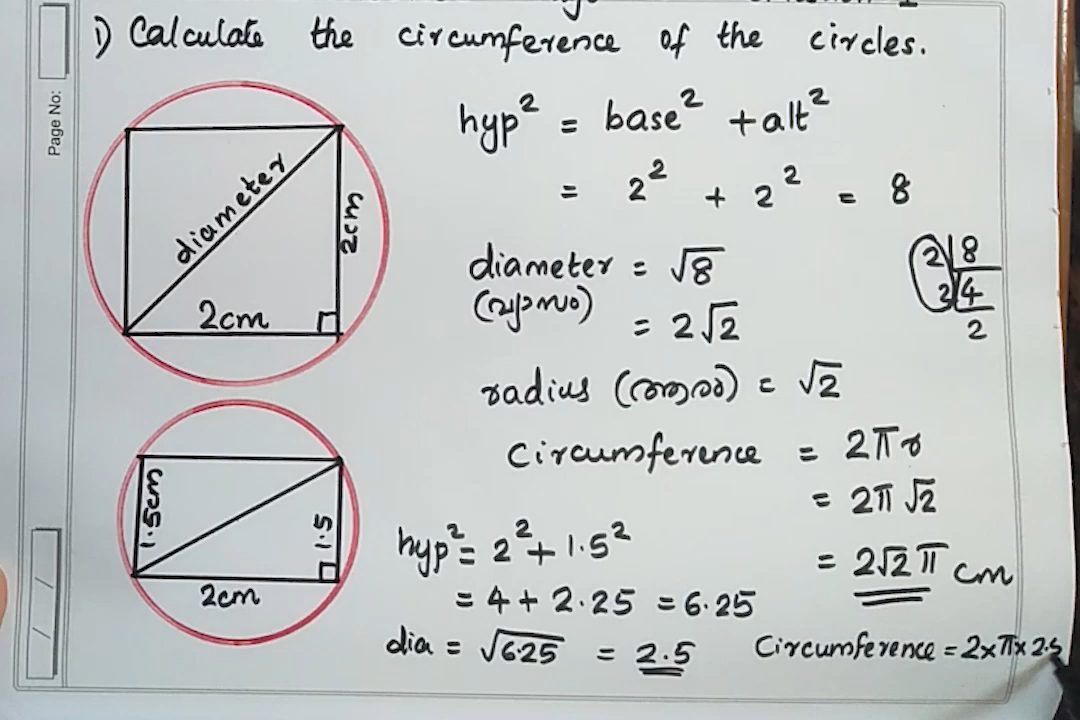 Page No:
i) Calculate the circumference of the circles.
diameter
2cm
2cm
hyp² = base² + alt²
= 2² + 2² = 8
diameter = √8
(വ്യാസം)
= 2√2
2 8
2 4
2
radius (ആരം) = √2
Circumference = 2πr
= 2π √2
= 2√2 π cm
1.5cm
1.5
2cm
hyp² = 2² + 1.5²
= 4 + 2.25 = 6.25
dia = √6.25 = 2.5
Circumference = 2×π×2.5